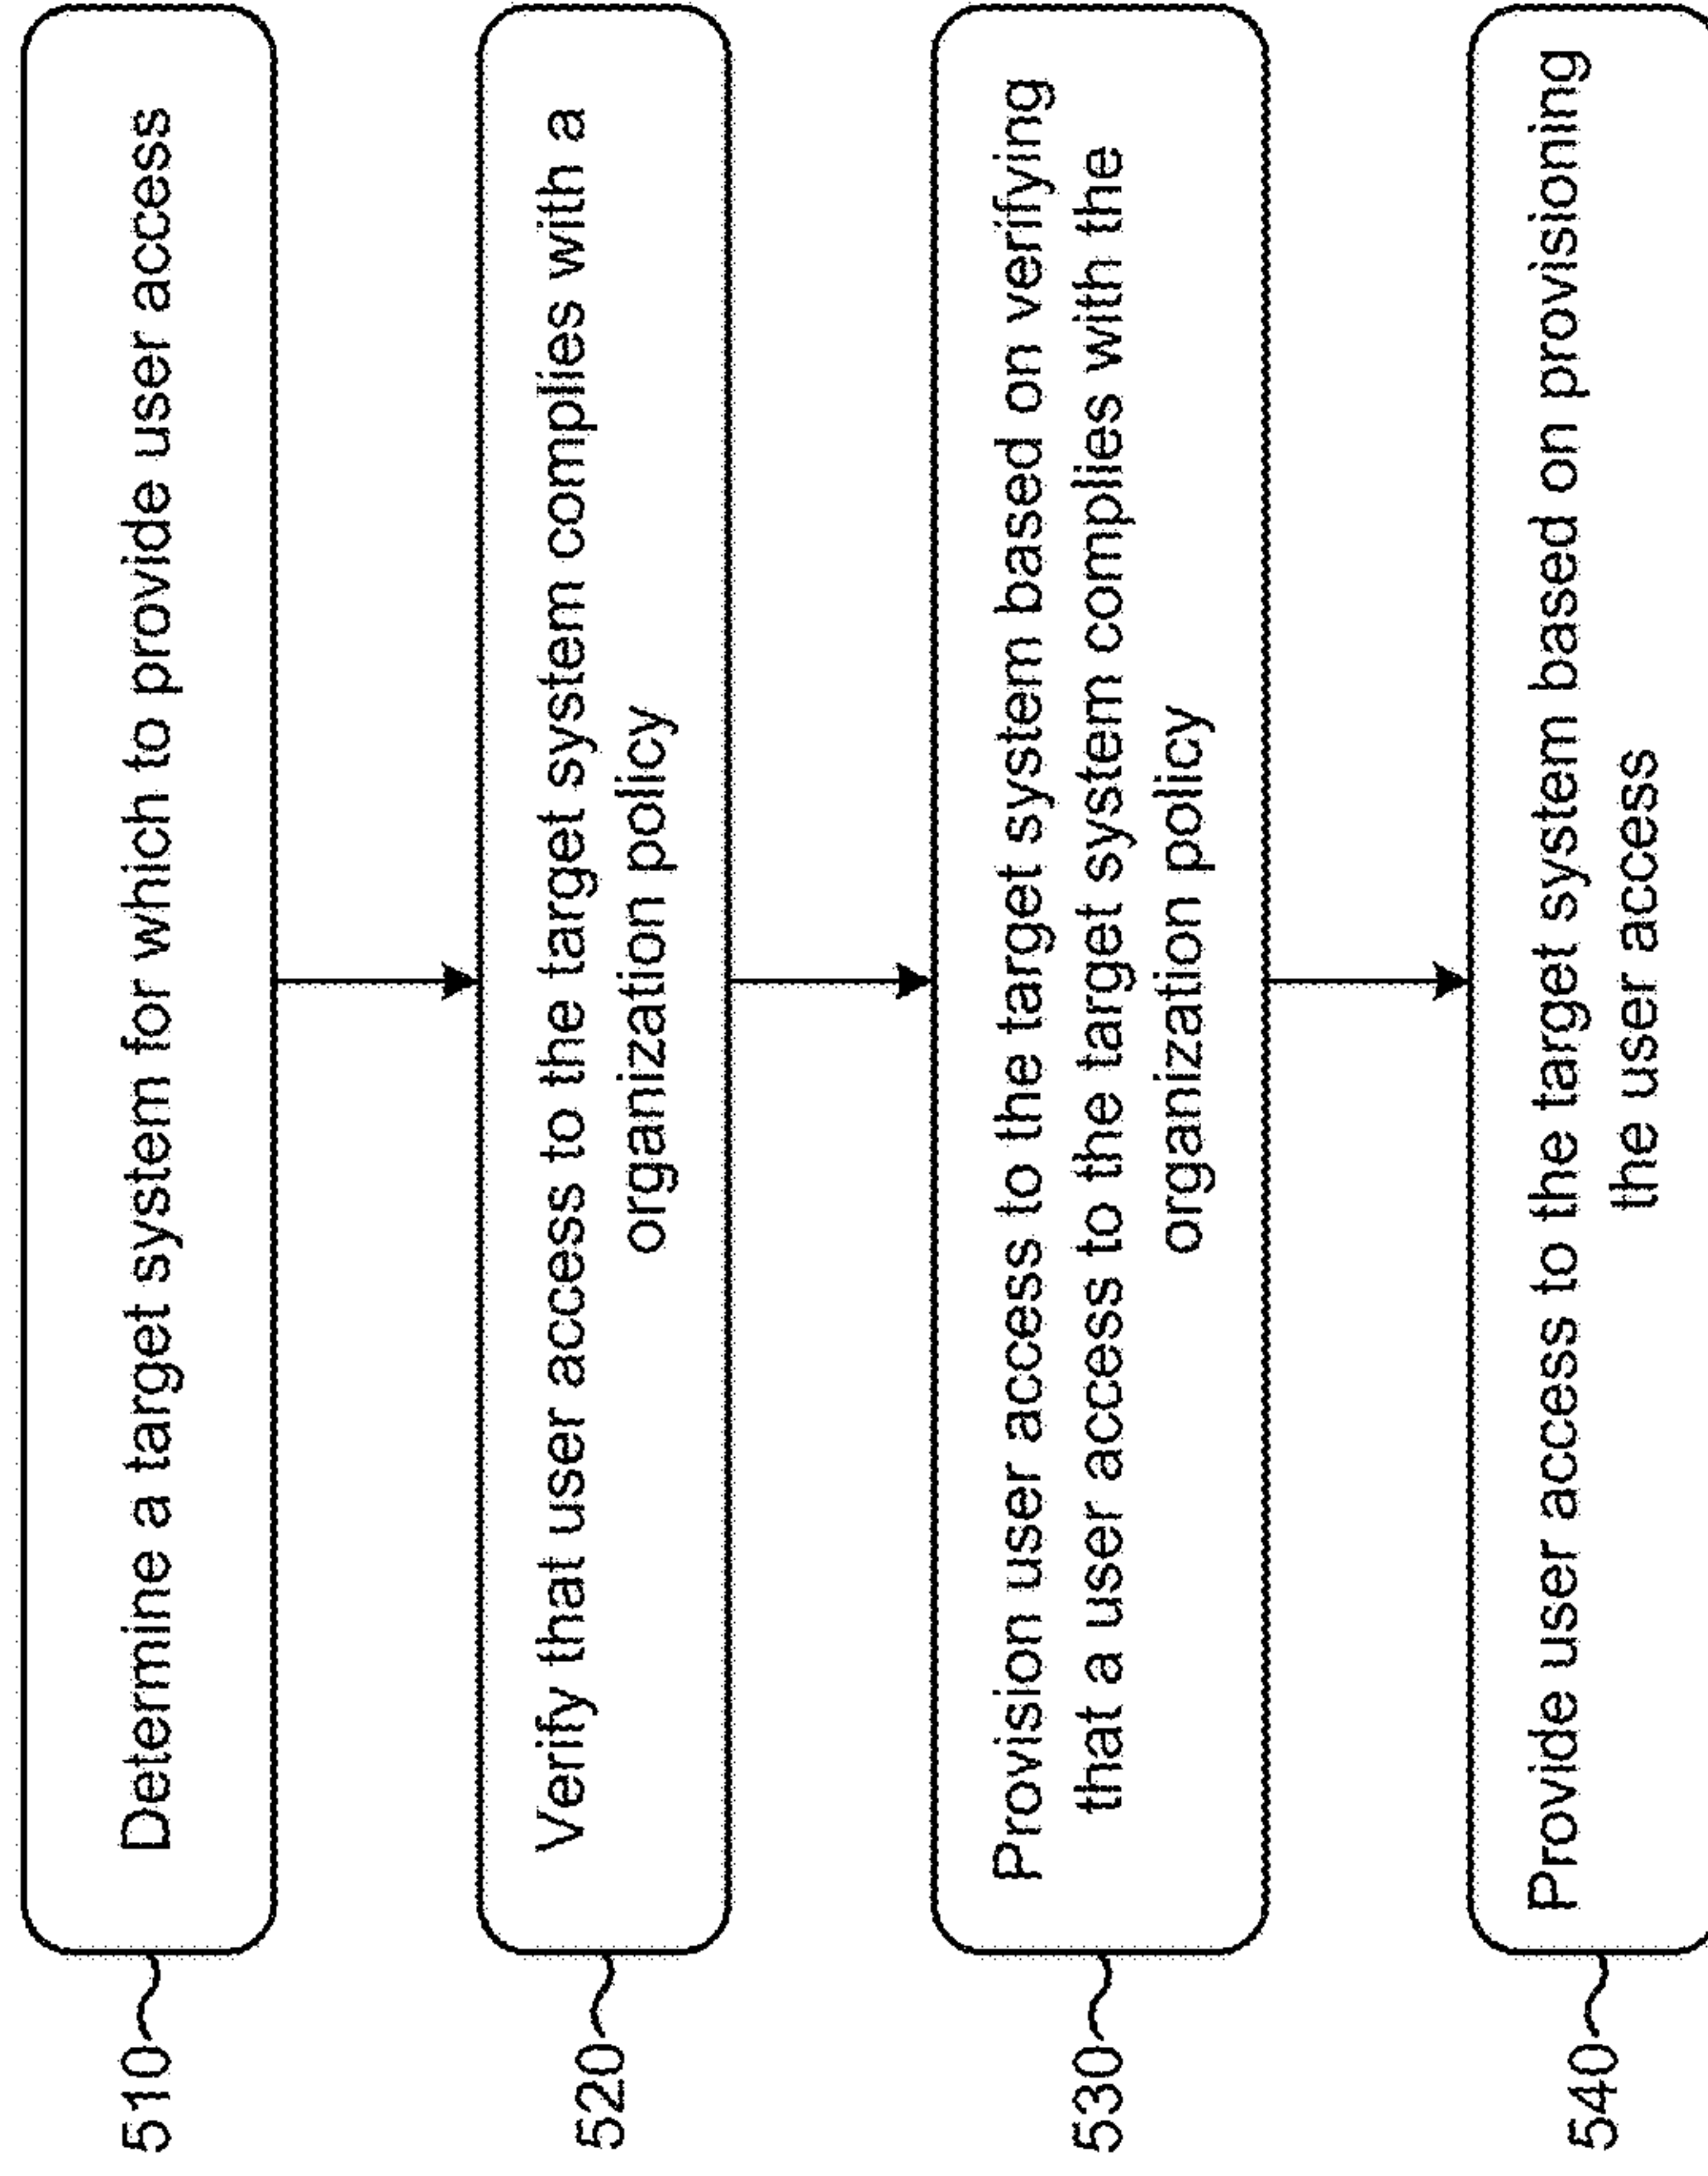 510
Determine a target system for which to provide user access
520
Verify that user access to the target system complies with a
organization policy
530
Provision user access to the target system based on verifying
that a user access to the target system complies with the
organization policy
540
Provide user access to the target system based on provisioning
the user access